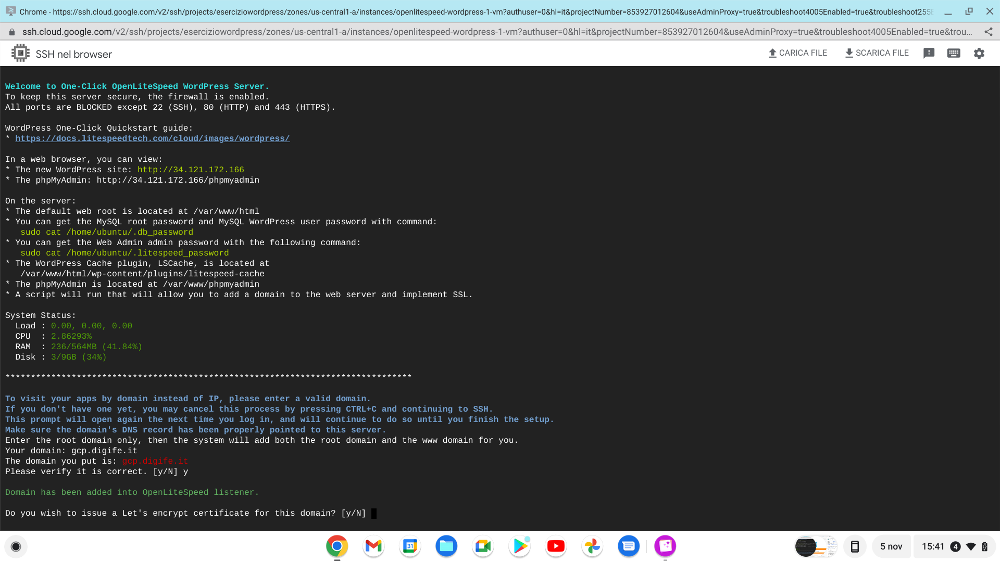 Chrome - https://ssh.cloud.google.com/v2/ssh/projects/eserciziowordpress/zones/us-central1-a/instances/openlitespeed-wordpress-1-vm?authuser=0&hl=it&projectNumber=853927012604&useAdminProxy=true&troubleshoot4005Enabled=true&troubleshoot255
ssh.cloud.google.com/v2/ssh/projects/eserciziowordpress/zones/us-central1-a/instances/openlitespeed-wordpress-1-vm?authuser=0&hl=it&projectNumber=853927012604&useAdminProxy=true&troubleshoot4005Enabled=true&trou...
SSH nel browser
CARICA FILE
SCARICA FILE
Welcome to One-Click OpenLiteSpeed WordPress Server.
To keep this server secure, the firewall is enabled.
All ports are BLOCKED except 22 (SSH), 80 (HTTP) and 443 (HTTPS).
WordPress One-Click Quickstart guide:
* https://docs.litespeedtech.com/cloud/images/wordpress/
In a web browser, you can view:
* The new WordPress site: http://34.121.172.166
* The phpMyAdmin: http://34.121.172.166/phpmyadmin
On the server:
* The default web root is located at /var/www/html
* You can get the MySQL root password and MySQL WordPress user password with command:
sudo cat /home/ubuntu/.db_password
* You can get the Web Admin admin password with the following command:
sudo cat /home/ubuntu/.litespeed_password
* The WordPress Cache plugin, LSCache, is located at
/var/www/html/wp-content/plugins/litespeed-cache
* The phpMyAdmin is located at /var/www/phpmyadmin
* A script will run that will allow you to add a domain to the web server and implement SSL.
System Status:
Load : 0.00, 0.00, 0.00
CPU  : 2.86293%
RAM  : 236/564MB (41.84%)
Disk : 3/9GB (34%)
********************************************************************************
To visit your apps by domain instead of IP, please enter a valid domain.
If you don't have one yet, you may cancel this process by pressing CTRL+C and continuing to SSH.
This prompt will open again the next time you log in, and will continue to do so until you finish the setup.
Make sure the domain's DNS record has been properly pointed to this server.
Enter the root domain only, then the system will add both the root domain and the www domain for you.
Your domain: gcp.digife.it
The domain you put is: gcp.digife.it
Please verify it is correct. [y/N] y
Domain has been added into OpenLiteSpeed listener.
Do you wish to issue a Let's encrypt certificate for this domain? [y/N]
31
5 nov
15:41
4